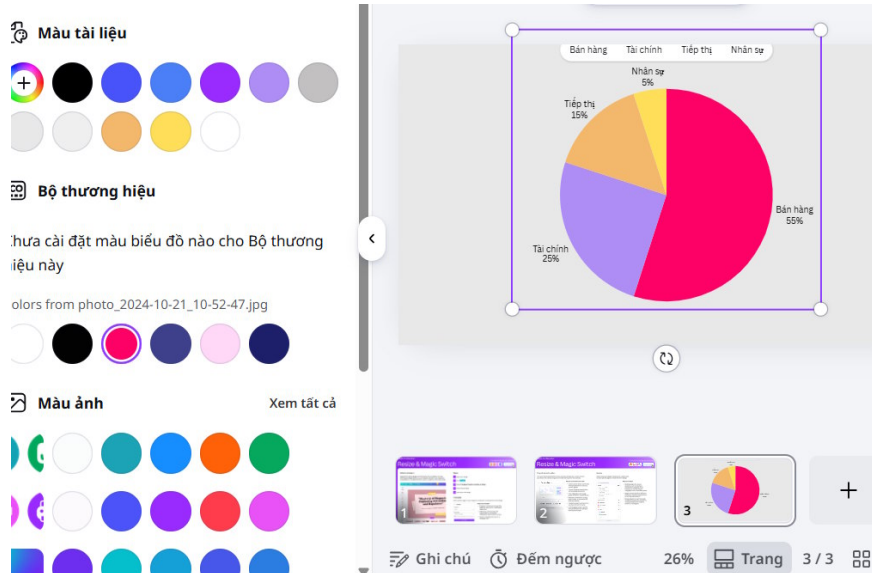 Màu tài liệu
Bộ thương hiệu
Chưa cài đặt màu biểu đồ nào cho Bộ thương
hiệu này
colors from photo_2024-10-21_10-52-47.jpg
Màu ảnh
Xem tất cả
Bán hàng Tài chính Tiếp thị Nhân sự
Nhân sự
5%
Tiếp thị
15%
Bán hàng
55%
Tài chính
25%
Resize & Magic Switch
1
Resize & Magic Switch
2
3
Ghi chú
Đếm ngược
26%
Trang
3 / 3